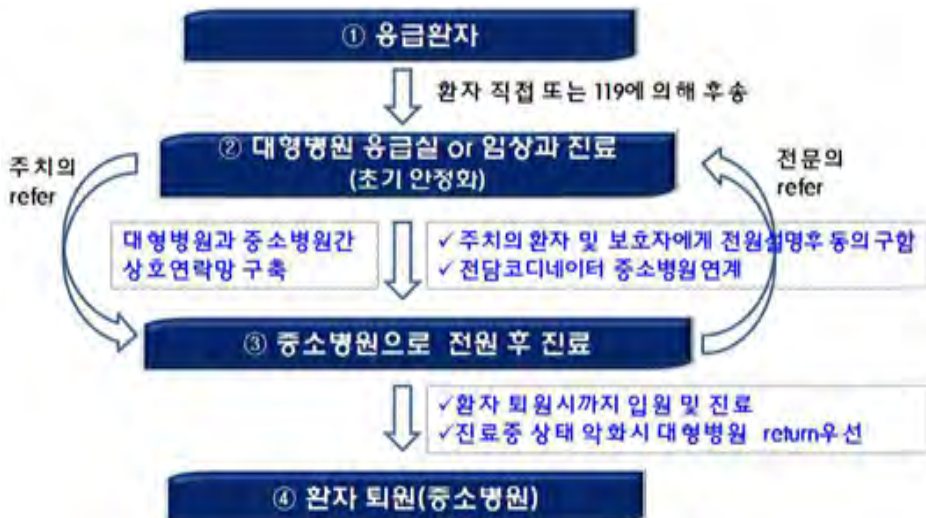 ① 응급환자
환자 직접 또는 119에 의해 후송
② 대형병원 응급실 or 임상과 진료
(초기 안정화)
주치의
refer
전문의
refer
대형병원과 중소병원간
상호연락망 구축
✓ 주치의 환자 및 보호자에게 전원설명후 동의 구함
✓ 전담코디네이터 중소병원연계
③ 중소병원으로 전원 후 진료
✓환자 퇴원시까지 입원 및 진료
✓진료중 상태 악화시 대형병원 return우선
④ 환자 퇴원(중소병원)